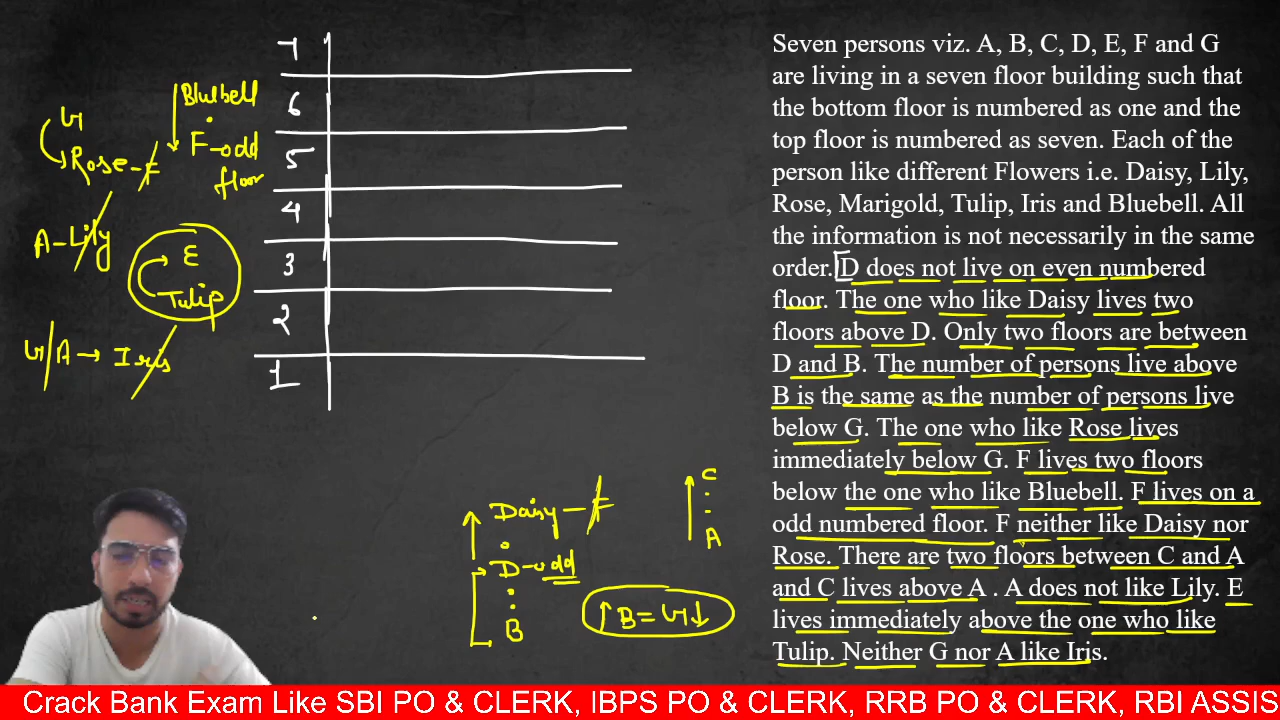 Seven persons viz. A, B, C, D, E, F and G
are living in a seven floor building such that
the bottom floor is numbered as one and the
top floor is numbered as seven. Each of the
person like different Flowers i.e. Daisy, Lily,
Rose, Marigold, Tulip, Iris and Bluebell. All
the information is not necessarily in the same
order. D does not live on even numbered
floor. The one who like Daisy lives two
floors above D. Only two floors are between
D and B. The number of persons live above
B is the same as the number of persons live
below G. The one who like Rose lives
immediately below G. F lives two floors
below the one who like Bluebell. F lives on a
odd numbered floor. F neither like Daisy nor
Rose. There are two floors between C and A
and C lives above A . A does not like Lily. E
lives immediately above the one who like
Tulip. Neither G nor A like Iris.
7
6
5
4
3
2
1
G
Rose - F
Bluebell
F-odd
floor
A-Lily
E
Tulip
G/A → Iris
Daisy - F
D-odd
B
↑B = G↓
C
A
Crack Bank Exam Like SBI PO & CLERK, IBPS PO & CLERK, RRB PO & CLERK, RBI ASSIS